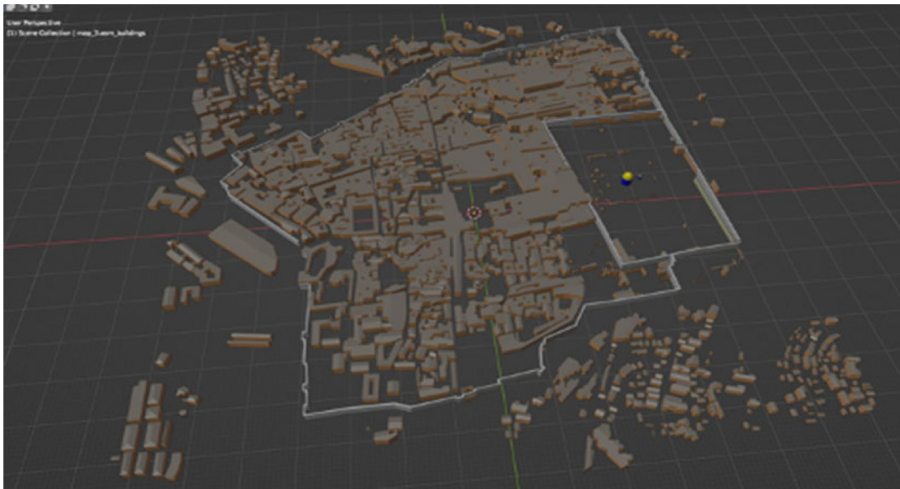 User Perspective
(1) Scene Collection | map_3.osm_buildings